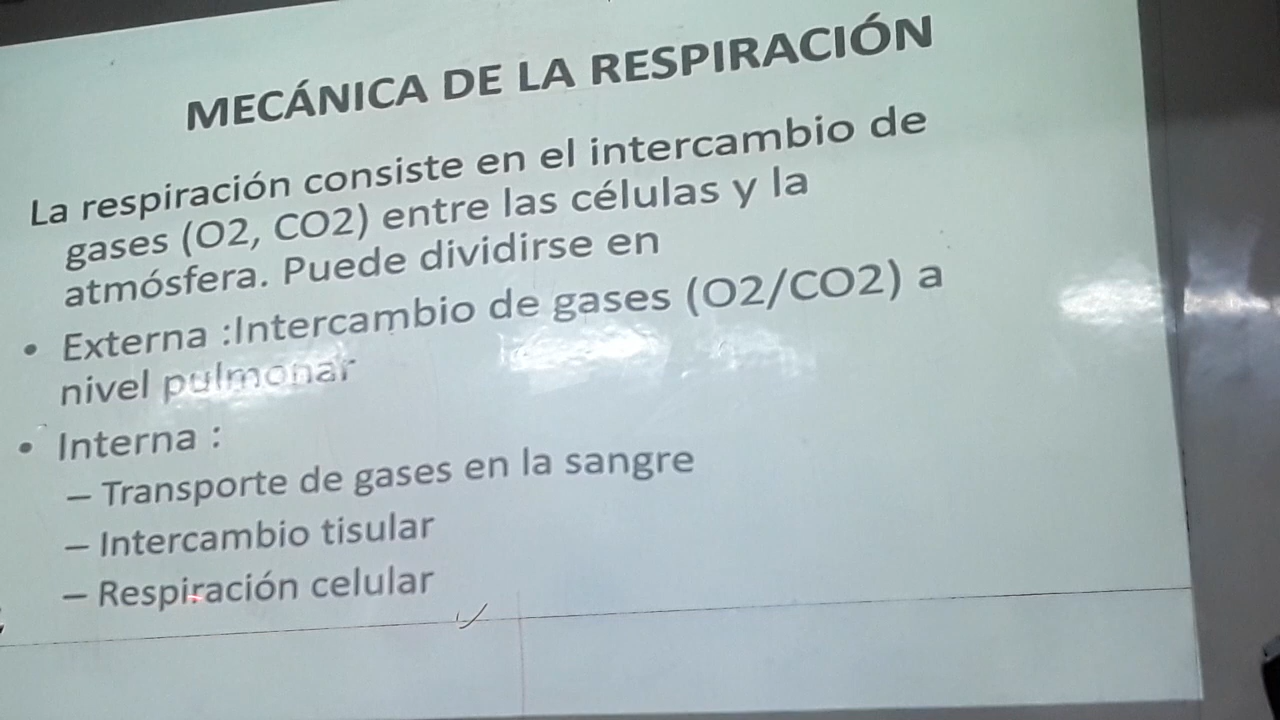 MECÁNICA DE LA RESPIRACIÓN
La respiración consiste en el intercambio de
gases (O2, CO2) entre las células y la
atmósfera. Puede dividirse en
• Externa :Intercambio de gases (O2/CO2) a
nivel pulmonar
• Interna :
– Transporte de gases en la sangre
– Intercambio tisular
– Respiración celular